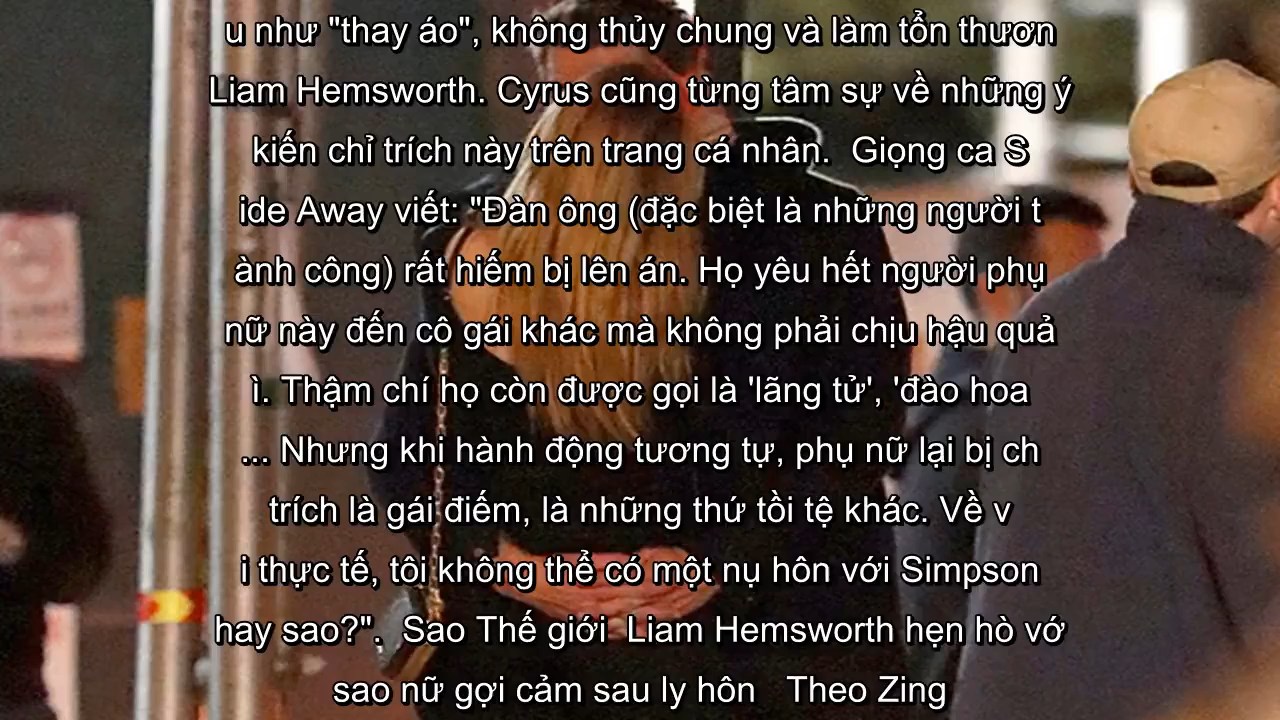 u như "thay áo", không thủy chung và làm tổn thươn
Liam Hemsworth. Cyrus cũng từng tâm sự về những ý
kiến chỉ trích này trên trang cá nhân.  Giọng ca S
ide Away viết: "Đàn ông (đặc biệt là những người t
ành công) rất hiếm bị lên án. Họ yêu hết người phụ
nữ này đến cô gái khác mà không phải chịu hậu quả
ì. Thậm chí họ còn được gọi là 'lãng tử', 'đào hoa
... Nhưng khi hành động tương tự, phụ nữ lại bị ch
trích là gái điếm, là những thứ tồi tệ khác. Về v
i thực tế, tôi không thể có một nụ hôn với Simpson
hay sao?".  Sao Thế giới  Liam Hemsworth hẹn hò vớ
sao nữ gợi cảm sau ly hôn   Theo Zing